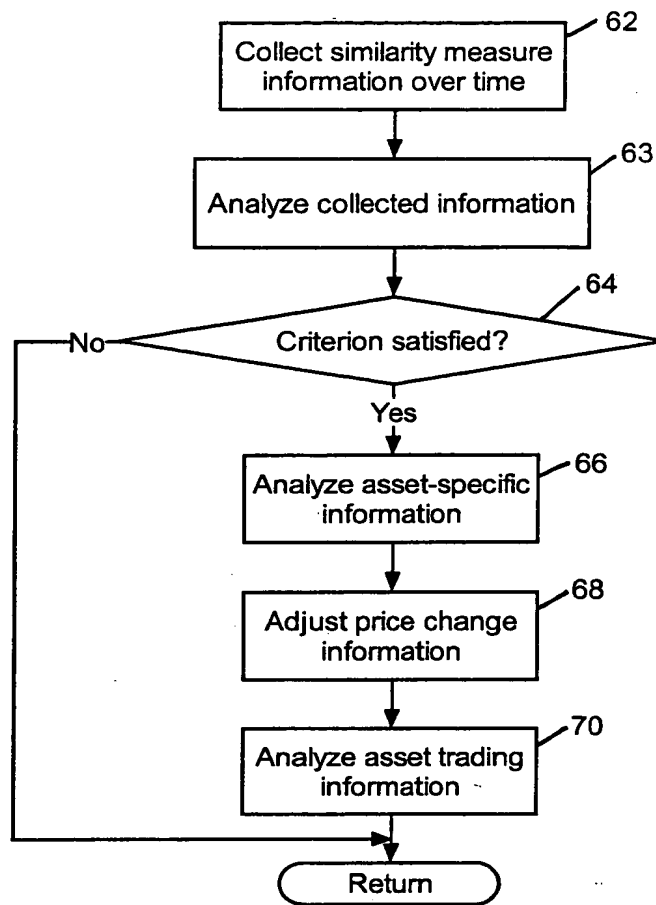 62
Collect similarity measure
information over time
63
Analyze collected information
64
Criterion satisfied?
No
Yes
66
Analyze asset-specific
information
68
Adjust price change
information
70
Analyze asset trading
information
Return